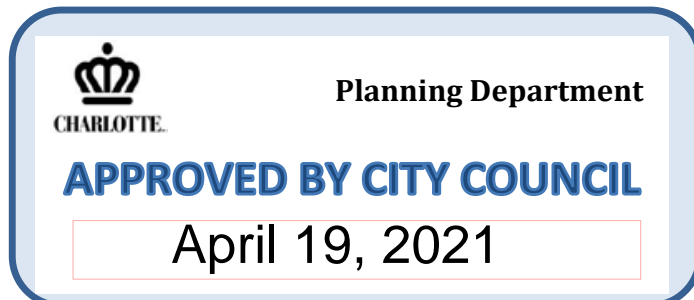 Planning Department
CHARLOTTE.
APPROVED BY CITY COUNCIL
April 19, 2021